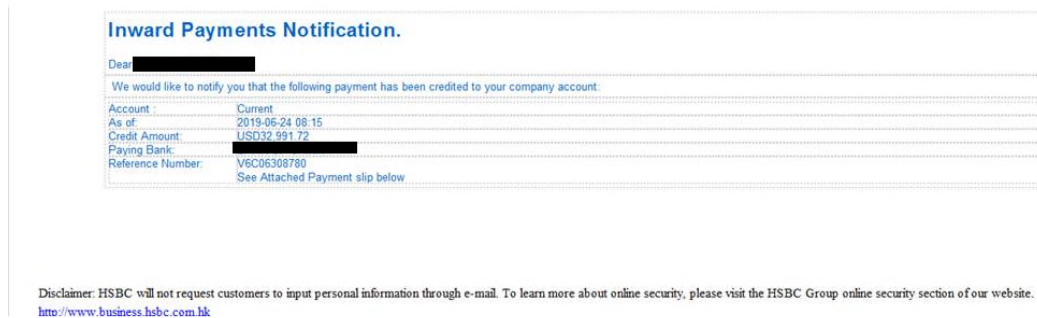 Inward Payments Notification.
Dear
We would like to notify you that the following payment has been credited to your company account:
Account : Current
As of: 2019-06-24 08:15
Credit Amount: USD32,991.72
Paying Bank:
Reference Number: V6C06308780
See Attached Payment slip below
Disclaimer: HSBC will not request customers to input personal information through e-mail. To learn more about online security, please visit the HSBC Group online security section of our website.
http://www.business.hsbc.com.hk